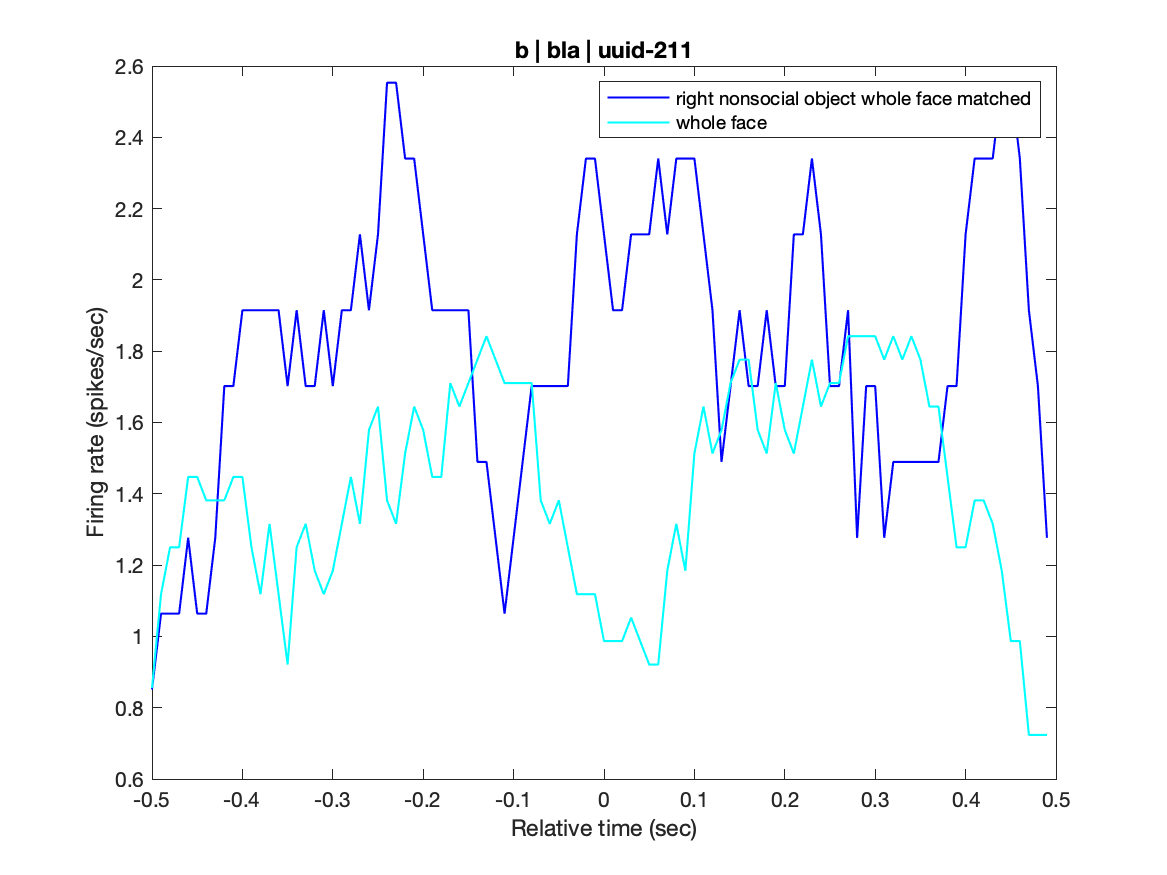 b | bla | uuid-211
2.6
2.4
2.2
2
1.8
1.6
1.4
1.2
1
0.8
0.6
Firing rate (spikes/sec)
right nonsocial object whole face matched
whole face
-0.5 -0.4 -0.3 -0.2 -0.1 0 0.1 0.2 0.3 0.4 0.5
Relative time (sec)